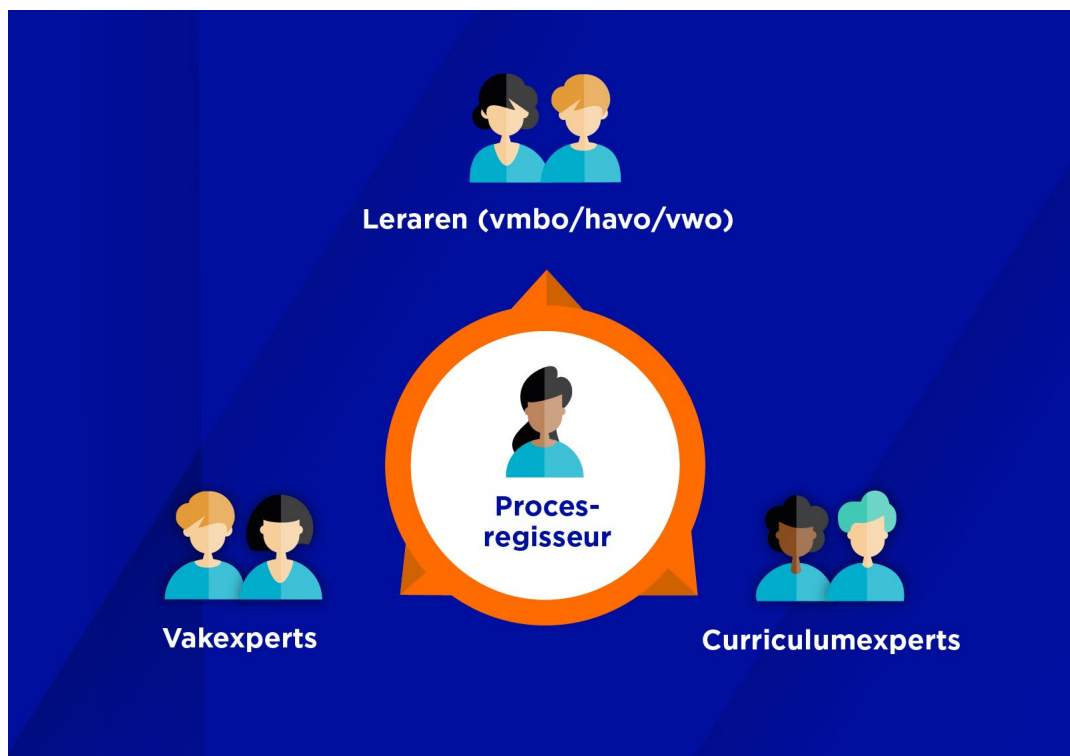 Leraren (vmbo/havo/vwo)
Proces-
regisseur
Vakexperts
Curriculumexperts